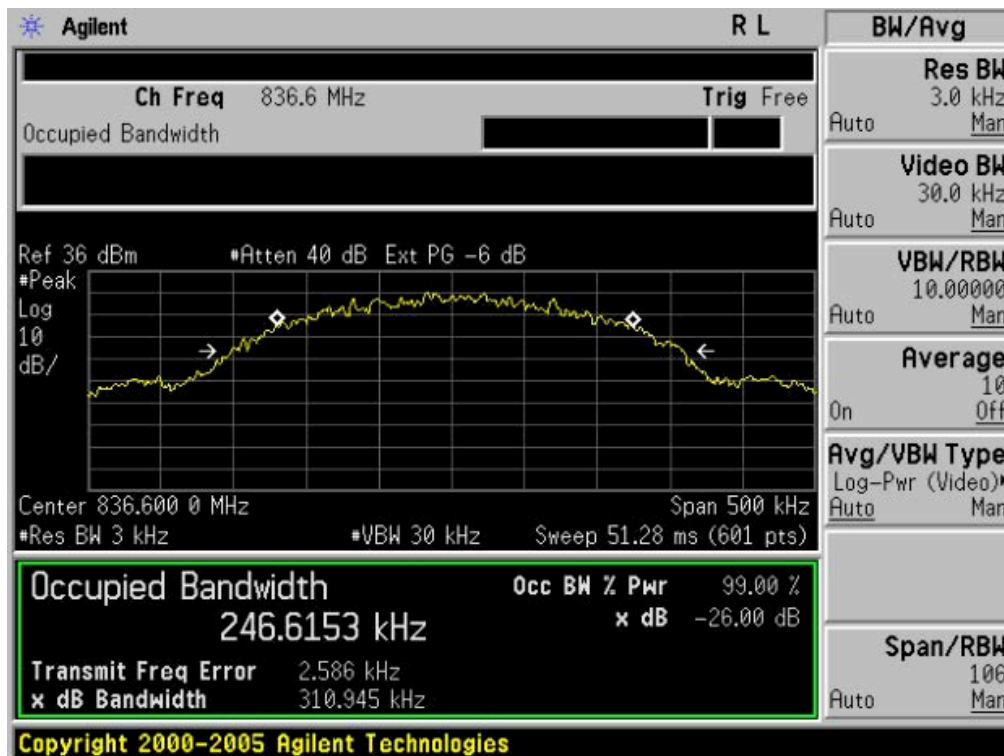 Agilent R L BW/Avg
Ch Freq 836.6 MHz Trig Free
Occupied Bandwidth
Res BW
3.0 kHz
Auto Man
Video BW
30.0 kHz
Auto Man
VBW/RBW
10.00000
Auto Man
Average
10
On Off
Avg/VBW Type
Log-Pwr (Video)
Auto Man
Span/RBW
106
Auto Man
Ref 36 dBm #Atten 40 dB Ext PG -6 dB
#Peak
Log
10
dB/
Center 836.600 0 MHz Span 500 kHz
#Res BW 3 kHz #VBW 30 kHz Sweep 51.28 ms (601 pts)
Occupied Bandwidth Occ BW % Pwr 99.00 %
246.6153 kHz x dB -26.00 dB
Transmit Freq Error 2.586 kHz
x dB Bandwidth 310.945 kHz
Copyright 2000-2005 Agilent Technologies